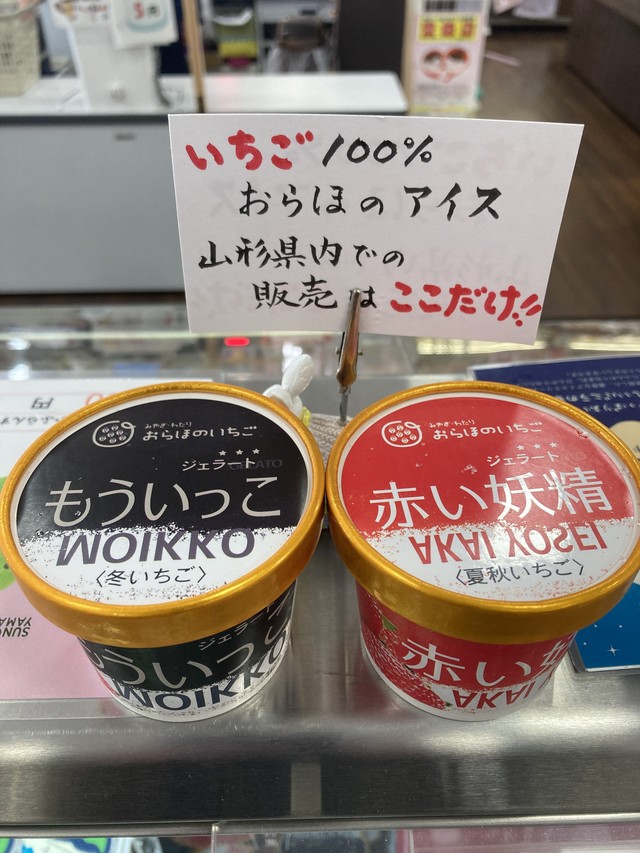 いちご100%
おらほのアイス
山形県内での
販売はここだけ!!
みやぎ・わたり
おらほのいちご
ジェラート
GELATO
もういっこ
MOIKKO
〈冬いちご〉
ジェラート
もういっこ
MOIKKO
みやぎ・わたり
おらほのいちご
ジェラート
赤い妖精
AKAI YOSEI
〈夏秋いちご〉
赤い妖
AKAI
円
SUN
YAMA